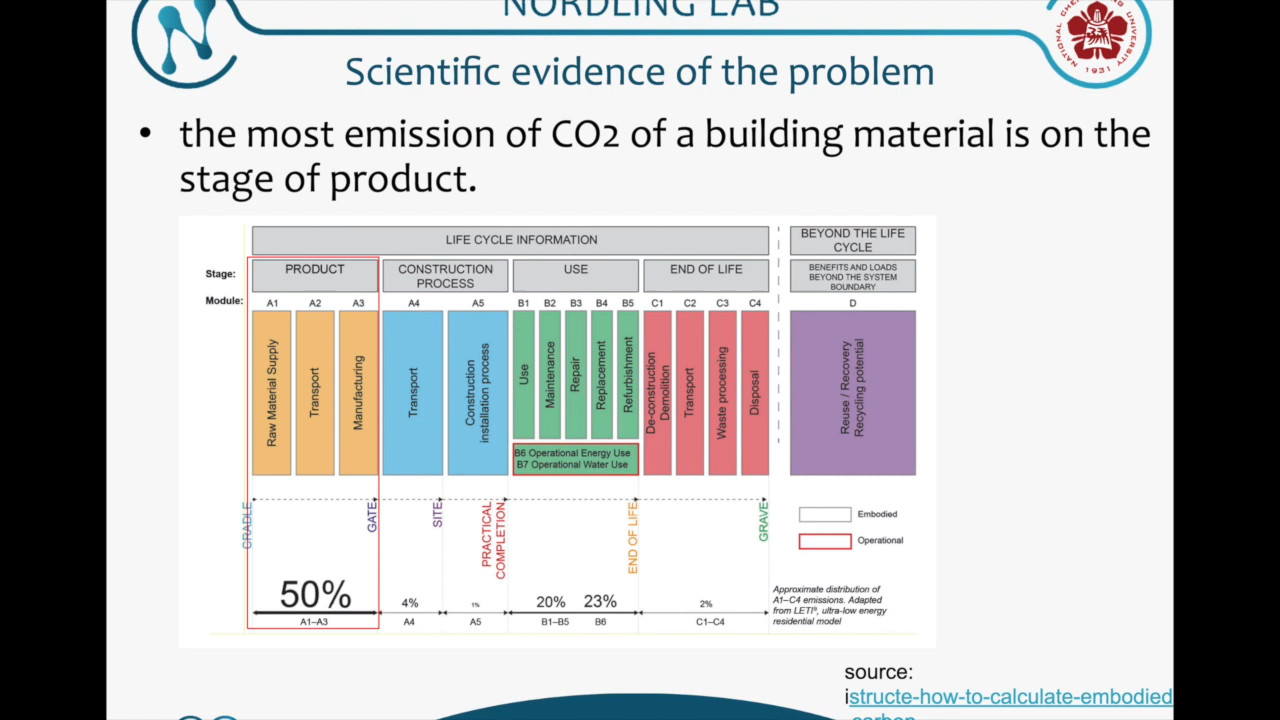 NORDLING LAB
Scientific evidence of the problem
• the most emission of CO2 of a building material is on the
stage of product.
LIFE CYCLE INFORMATION
BEYOND THE LIFE
CYCLE
Stage:
PRODUCT
CONSTRUCTION
PROCESS
USE
END OF LIFE
BENEFITS AND LOADS
BEYOND THE SYSTEM
BOUNDARY
Module:
A1 A2 A3 A4 A5 B1 B2 B3 B4 B5 C1 C2 C3 C4 D
Raw Material Supply
Transport
Manufacturing
Transport
Construction
installation process
Use
Maintenance
Repair
Replacement
Refurbishment
De-construction
Demolition
Transport
Waste processing
Disposal
Reuse / Recovery
Recycling potential
B6 Operational Energy Use
B7 Operational Water Use
CRADLE
GATE
SITE
PRACTICAL
COMPLETION
END OF LIFE
GRAVE
Embodied
Operational
50% 4% 1% 20% 23% 2%
A1–A3 A4 A5 B1–B5 B6 C1–C4
Approximate distribution of
A1–C4 emissions. Adapted
from LETI⁹, ultra-low energy
residential model
source:
istructe-how-to-calculate-embodied
1931